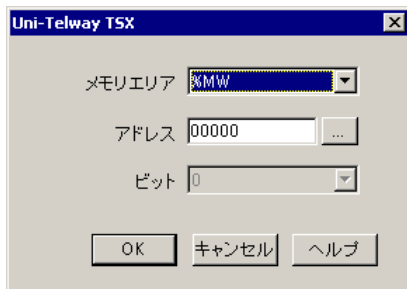 Uni-Telway TSX
メモリエリア %MW
アドレス 00000 ...
ビット 0
OK キャンセル ヘルプ